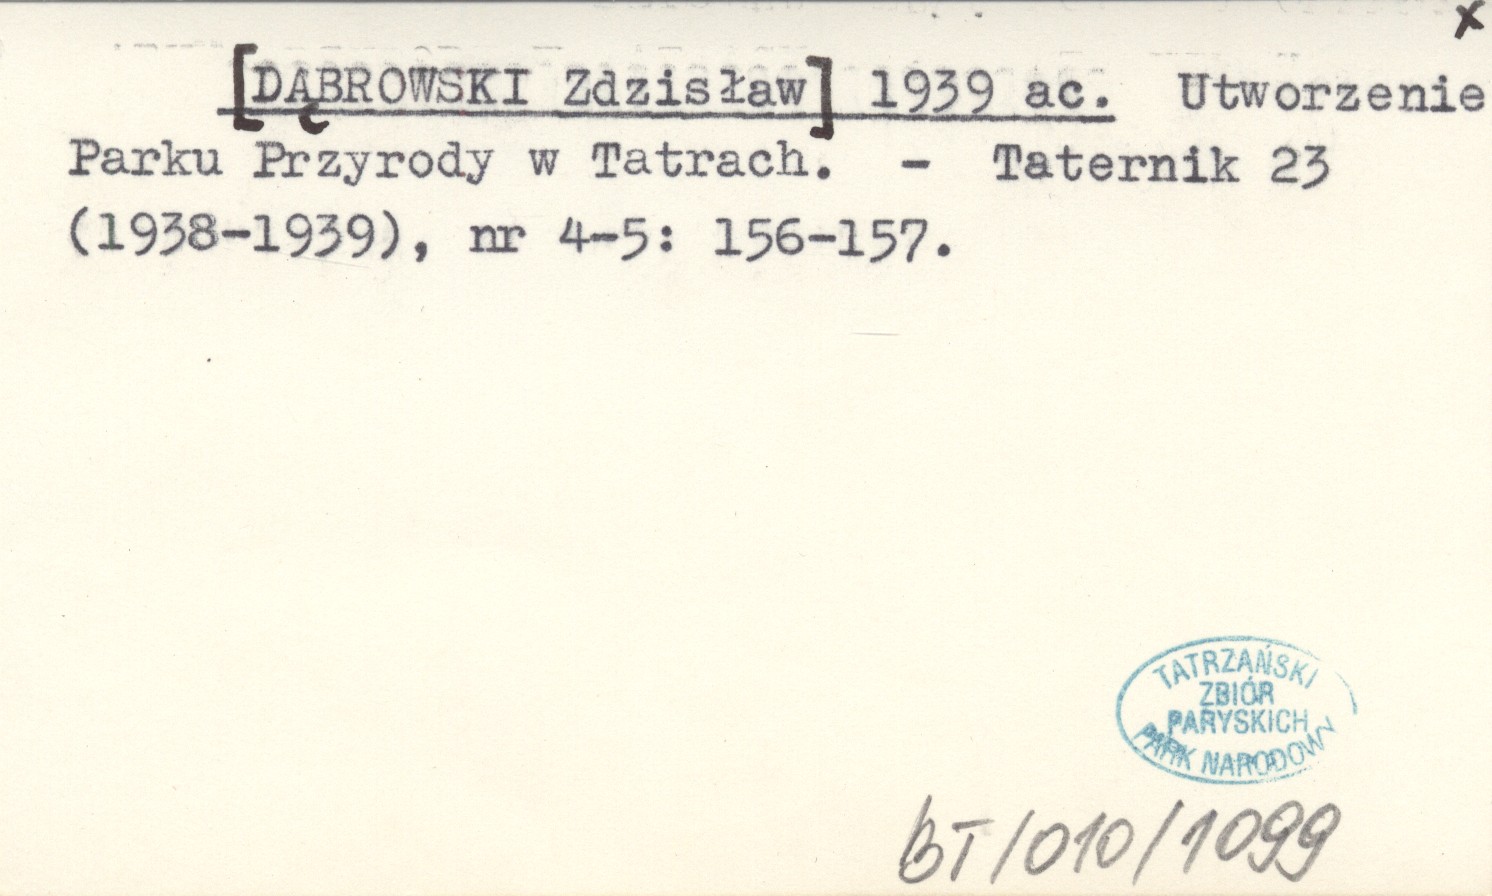 x
[DĄBROWSKI Zdzisław] 1939 ac. Utworzenie
Parku Przyrody w Tatrach. - Taternik 23
(1938-1939), nr 4-5: 156-157.
TATRZAŃSKI
ZBIÓR
PARYSKICH
PARK NARODOWY
BT/010/1099